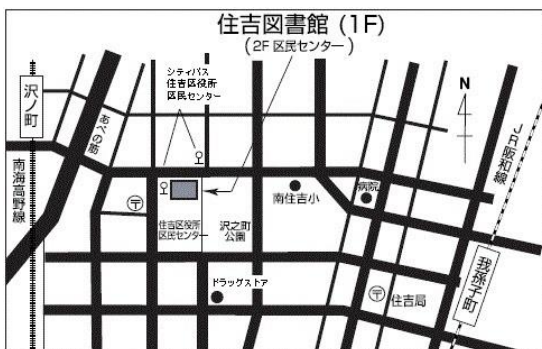 住吉図書館 (1F)
(2F 区民センター)
シティバス
住吉区役所
区民センター
沢ノ町
あべの筋
N
JR阪和線
南海高野線
〒
住吉区役所
区民センター
沢之町
公園
南住吉小
病院
我孫子町
ドラッグストア
〒
住吉局